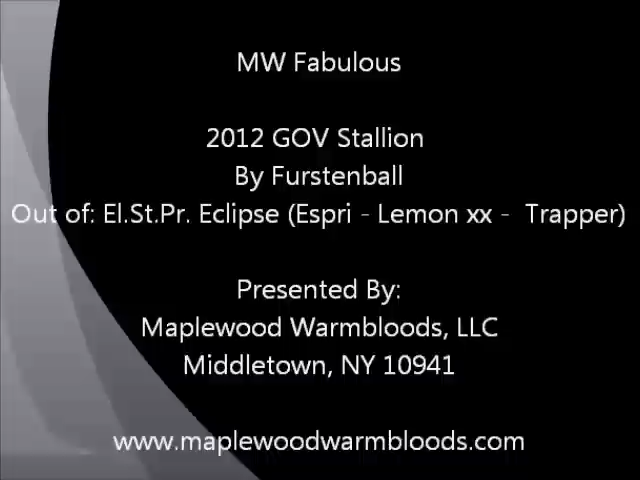 MW Fabulous
2012 GOV Stallion
By Furstenball
Out of: El.St.Pr. Eclipse (Espri - Lemon xx - Trapper)
Presented By:
Maplewood Warmbloods, LLC
Middletown, NY 10941
www.maplewoodwarmbloods.com